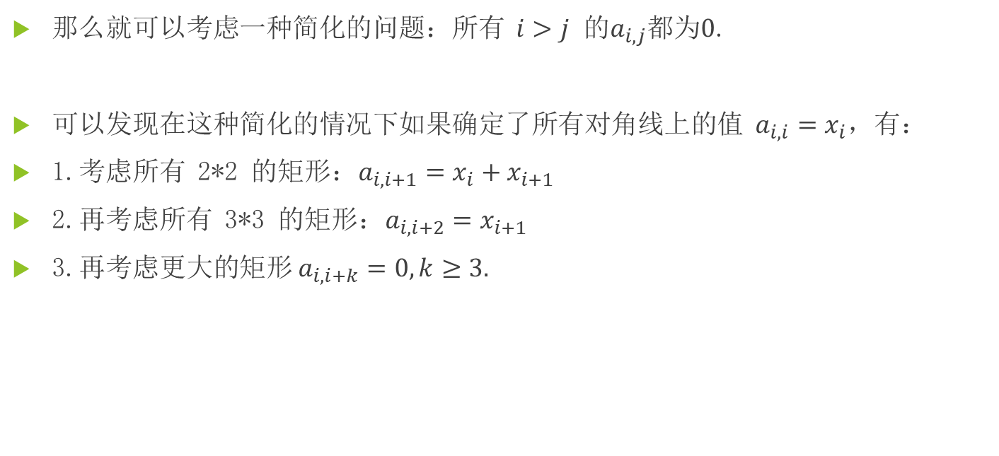 那么就可以考虑一种简化的问题：所有 i > j 的a_{i,j}都为0.
可以发现在这种简化的情况下如果确定了所有对角线上的值 a_{i,i} = x_i，有：
1.考虑所有 2*2 的矩形：a_{i,i+1} = x_i + x_{i+1}
2.再考虑所有 3*3 的矩形：a_{i,i+2} = x_{i+1}
3.再考虑更大的矩形a_{i,i+k} = 0, k ≥ 3.